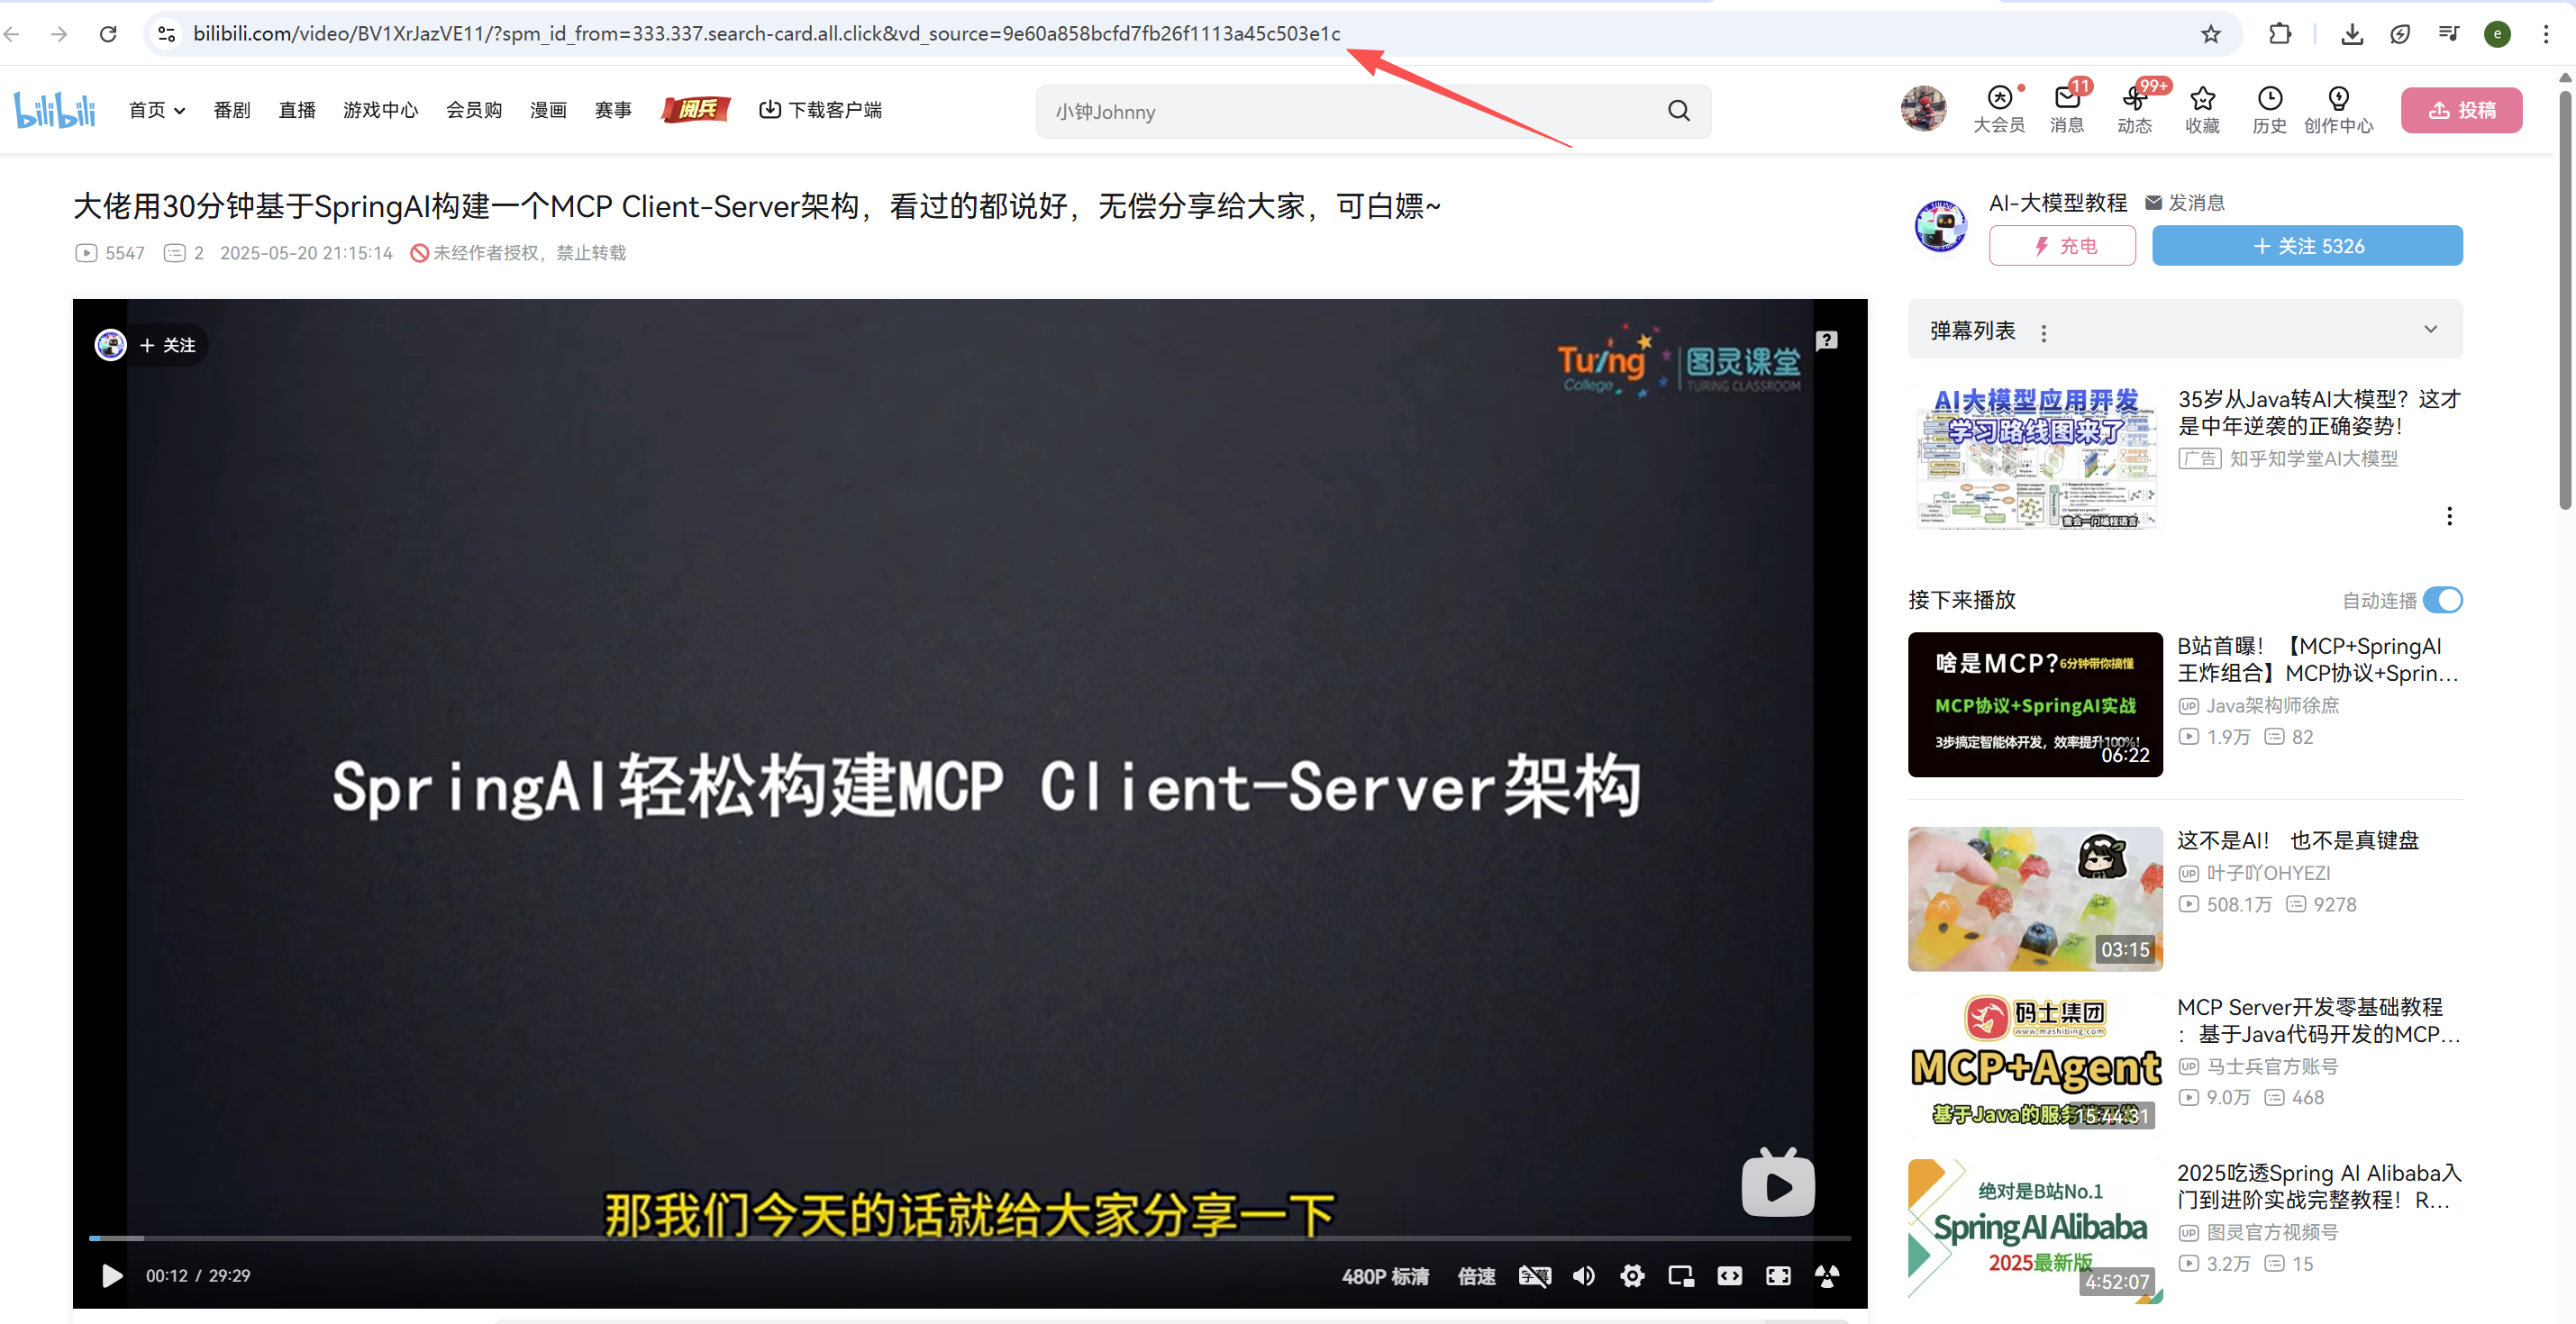 bilibili.com/video/BV1XrJazVE11/?spm_id_from=333.337.search-card.all.click&vd_source=9e60a858bcfd7fb26f1113a45c503e1c
e
bilibili
首页
番剧
直播
游戏中心
会员购
漫画
赛事
阅兵
下载客户端
小钟Johnny
大会员
11
消息
99+
动态
收藏
历史
创作中心
投稿
大佬用30分钟基于SpringAI构建一个MCP Client-Server架构，看过的都说好，无偿分享给大家，可白嫖~
5547 2 2025-05-20 21:15:14 未经作者授权，禁止转载
AI-大模型教程 发消息
充电
+ 关注 5326
+ 关注
Turing College 图灵课堂
TURING CLASSROOM
SpringAI轻松构建MCP Client-Server架构
那我们今天的话就给大家分享一下
00:12 / 29:29
480P 标清
倍速
字幕
弹幕列表
AI大模型应用开发
学习路线图来了
需会一门编程语言
35岁从Java转AI大模型？这才
是中年逆袭的正确姿势！
广告 知乎知学堂AI大模型
接下来播放
自动连播
啥是MCP？6分钟带你搞懂
MCP协议+SpringAI实战
3步搞定智能体开发，效率提升100%！
06:22
B站首曝！【MCP+SpringAI
王炸组合】MCP协议+Sprin...
UP Java架构师徐庶
1.9万 82
03:15
这不是AI！ 也不是真键盘
UP 叶子吖OHYEZI
508.1万 9278
码士集团
www.mashibing.com
MCP+Agent
基于Java的服务
15:44:31
MCP Server开发零基础教程
：基于Java代码开发的MCP...
UP 马士兵官方账号
9.0万 468
绝对是B站No.1
Spring AI Alibaba
2025最新版
4:52:07
2025吃透Spring AI Alibaba入
门到进阶实战完整教程！R...
UP 图灵官方视频号
3.2万 15